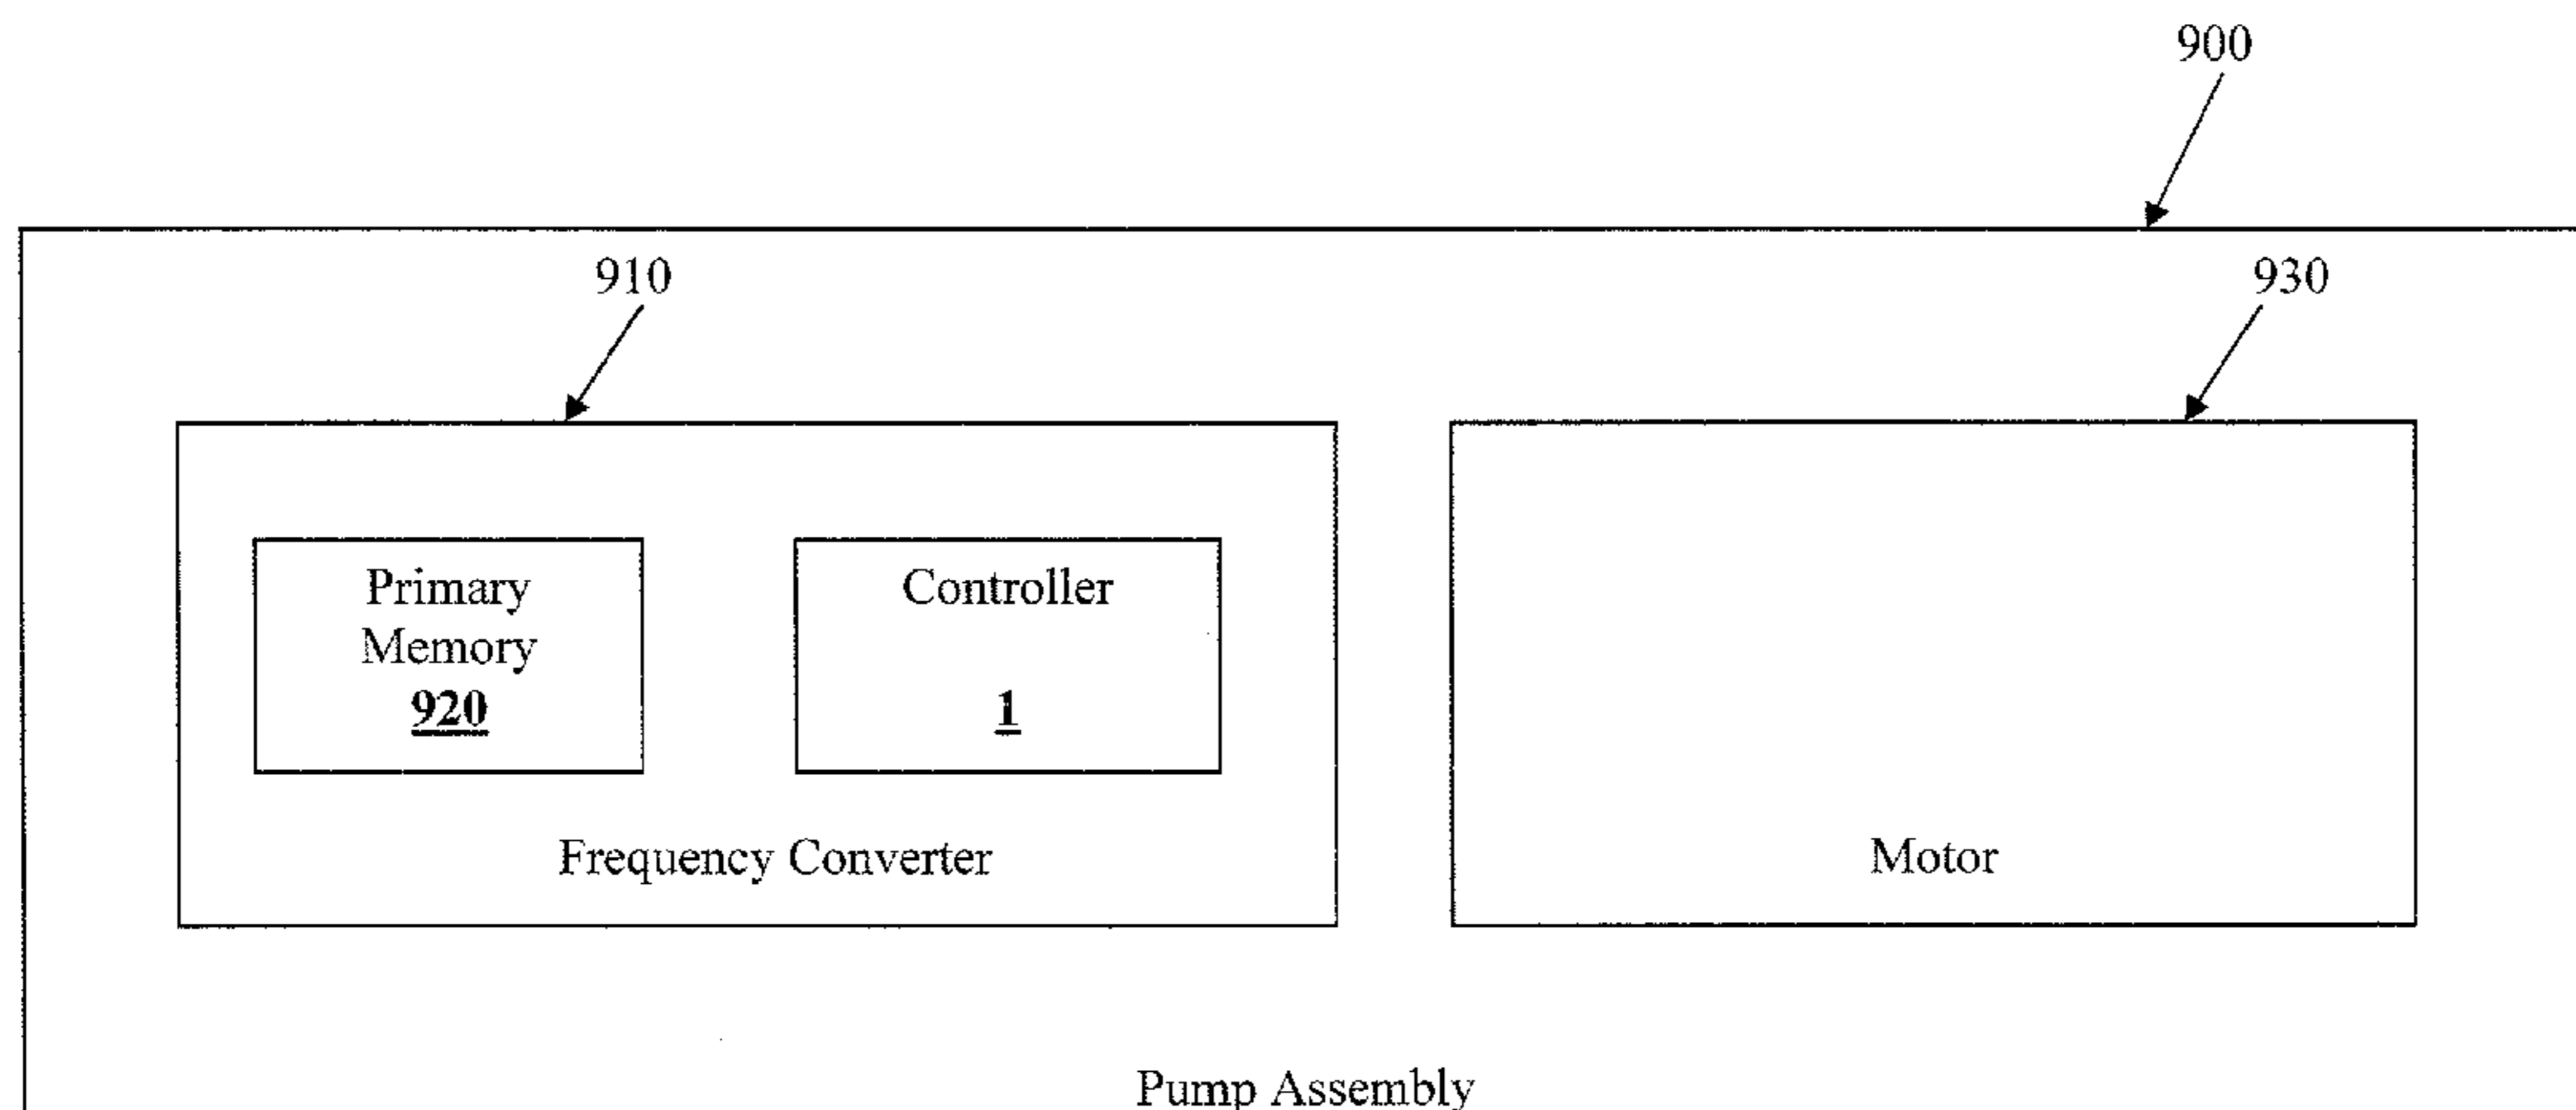 900
910
930
Primary
Memory
920
Controller
1
Frequency Converter
Motor
Pump Assembly